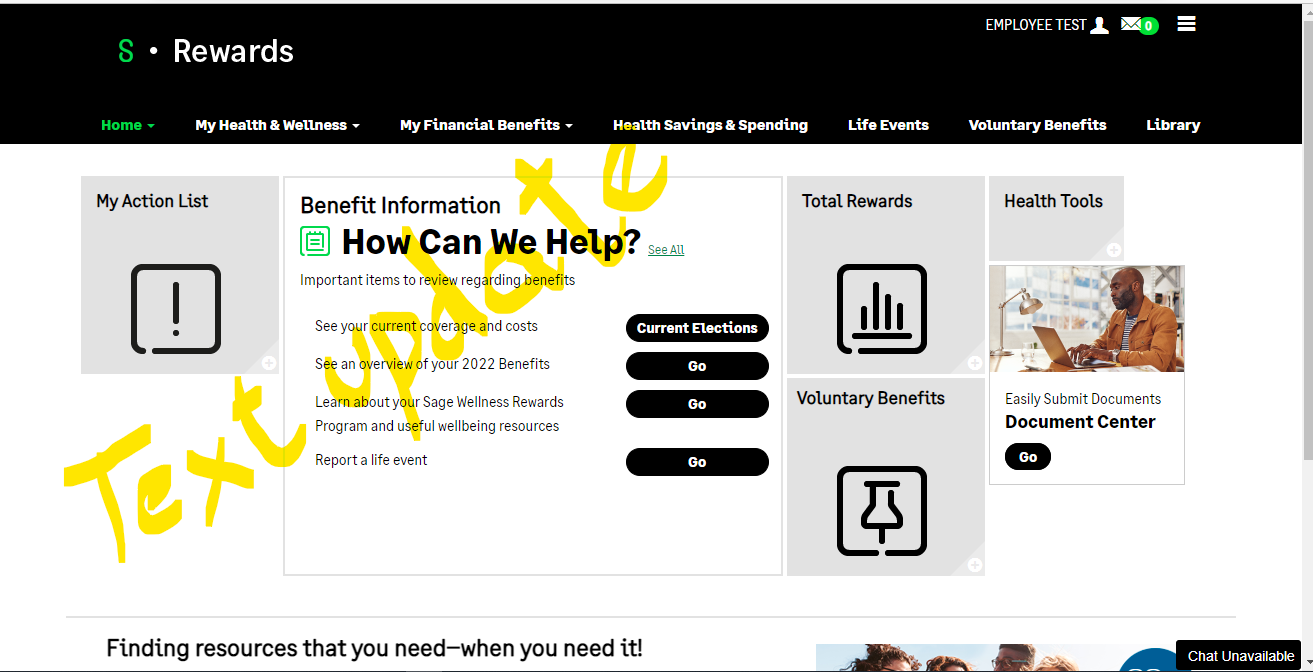 EMPLOYEE TEST 0
S · Rewards
Home My Health & Wellness My Financial Benefits Health Savings & Spending Life Events Voluntary Benefits Library
My Action List
Benefit Information
How Can We Help? See All
Important items to review regarding benefits
See your current coverage and costs Current Elections
See an overview of your 2022 Benefits Go
Learn about your Sage Wellness Rewards
Program and useful wellbeing resources Go
Report a life event Go
Text update
Total Rewards
Voluntary Benefits
Health Tools
Easily Submit Documents
Document Center
Go
Finding resources that you need—when you need it!
Chat Unavailable